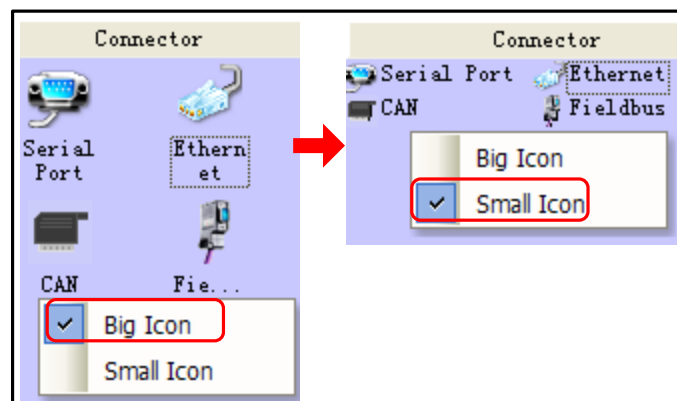 Connector
Serial Port
Ethern et
CAN
Fie...
Big Icon
Small Icon
Connector
Serial Port
Ethernet
CAN
Fieldbus
Big Icon
Small Icon